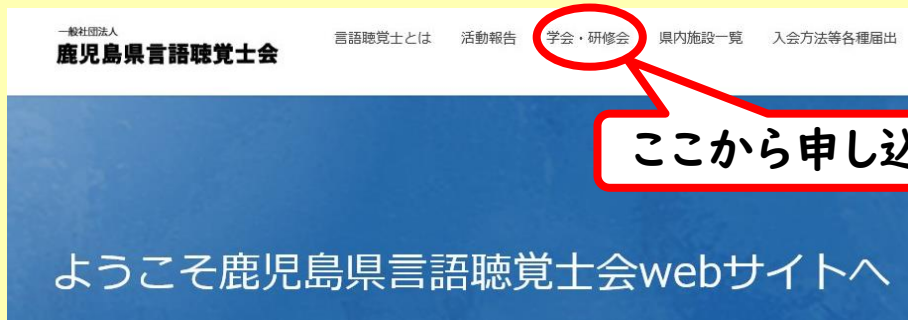 一般社団法人
鹿児島県言語聴覚士会
言語聴覚士とは 活動報告 学会・研修会 県内施設一覧 入会方法等各種届出
ここから申し込
ようこそ鹿児島県言語聴覚士会webサイトへ